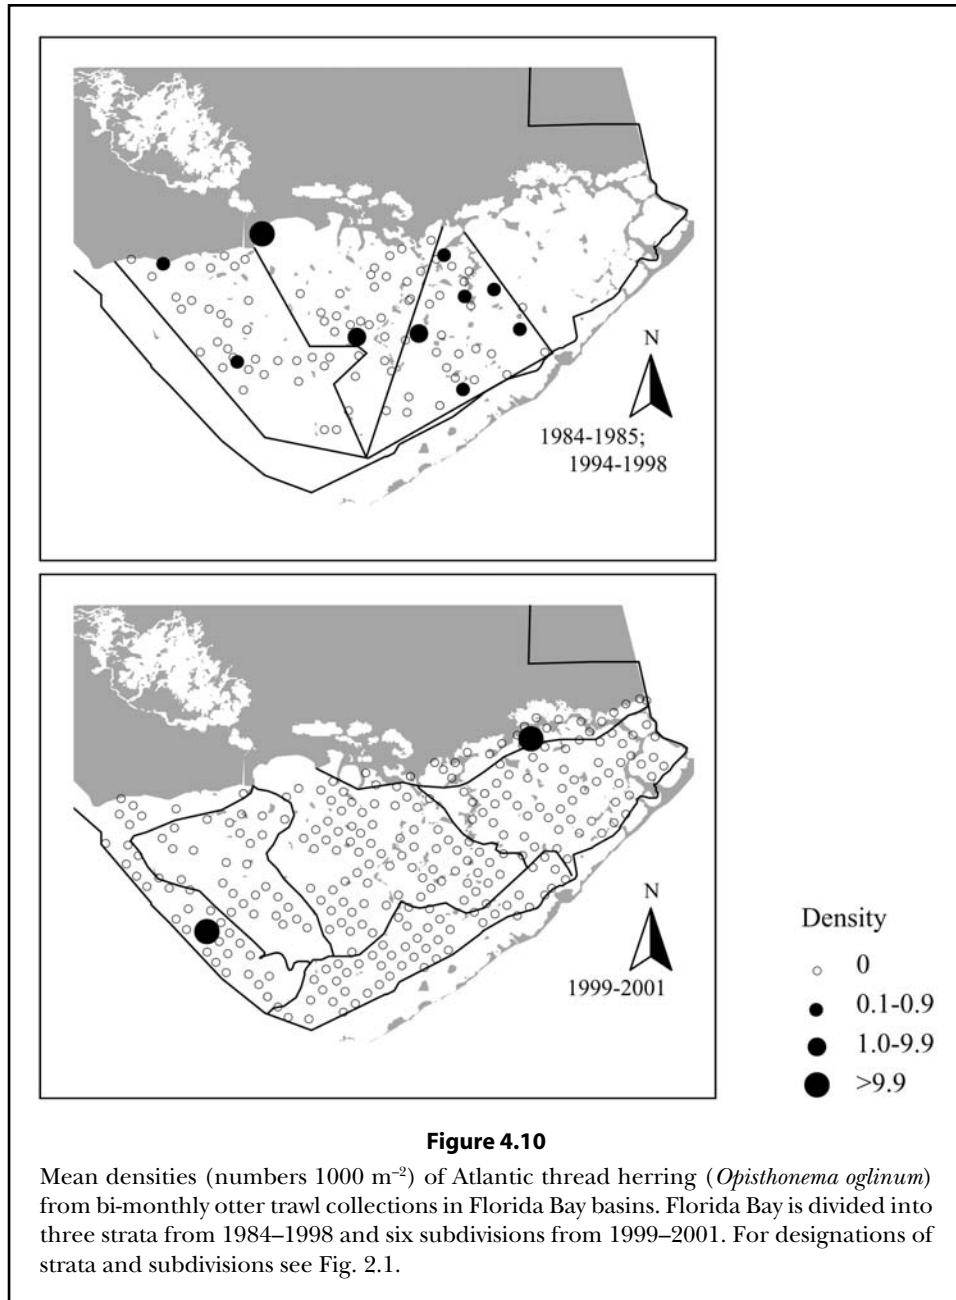 N
1984-1985;
1994-1998
N
1999-2001
Density
0
0.1-0.9
1.0-9.9
>9.9
Figure 4.10
Mean densities (numbers 1000 m⁻²) of Atlantic thread herring (Opisthonema oglinum)
from bi-monthly otter trawl collections in Florida Bay basins. Florida Bay is divided into
three strata from 1984–1998 and six subdivisions from 1999–2001. For designations of
strata and subdivisions see Fig. 2.1.